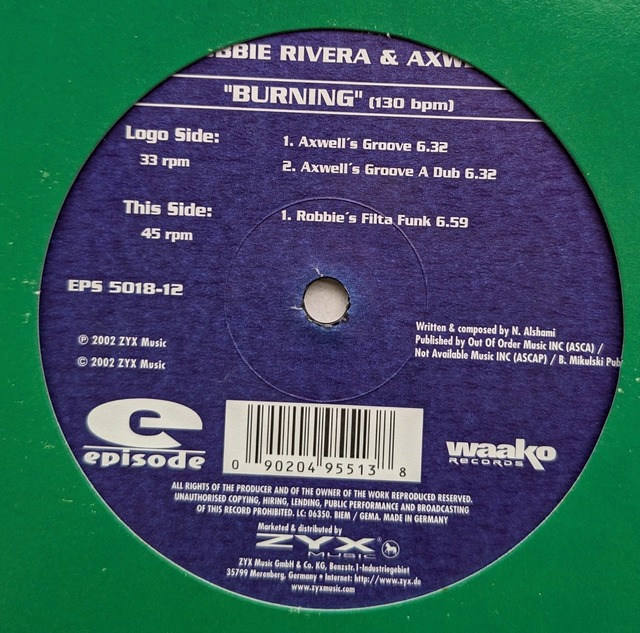 BBIE RIVERA & AXW
"BURNING" (130 bpm)
Logo Side:
33 rpm
1. Axwell´s Groove 6.32
2. Axwell´s Groove A Dub 6.32
This Side:
45 rpm
1. Robbie´s Filta Funk 6.59
EPS 5018-12
℗ 2002 ZYX Music
© 2002 ZYX Music
Written & composed by N. Alshami
Published by Out Of Order Music INC (ASCA) /
Not Available Music INC (ASCAP) / B. Mikulski Pub
e
episode
0 90204 95513 8
waako
RECORDS
ALL RIGHTS OF THE PRODUCER AND OF THE OWNER OF THE WORK REPRODUCED RESERVED.
UNAUTHORISED COPYING, HIRING, LENDING, PUBLIC PERFORMANCE AND BROADCASTING
OF THIS RECORD PROHIBITED. LC: 06350. BIEM / GEMA. MADE IN GERMANY
Marketed & distributed by
ZYX®
MUSIC
ZYX Music GmbH & Co. KG, Benzstr.1-Industriegebiet
35799 Merenberg, Germany • Internet: http://www.zyx.de
www.zyxmusic.com